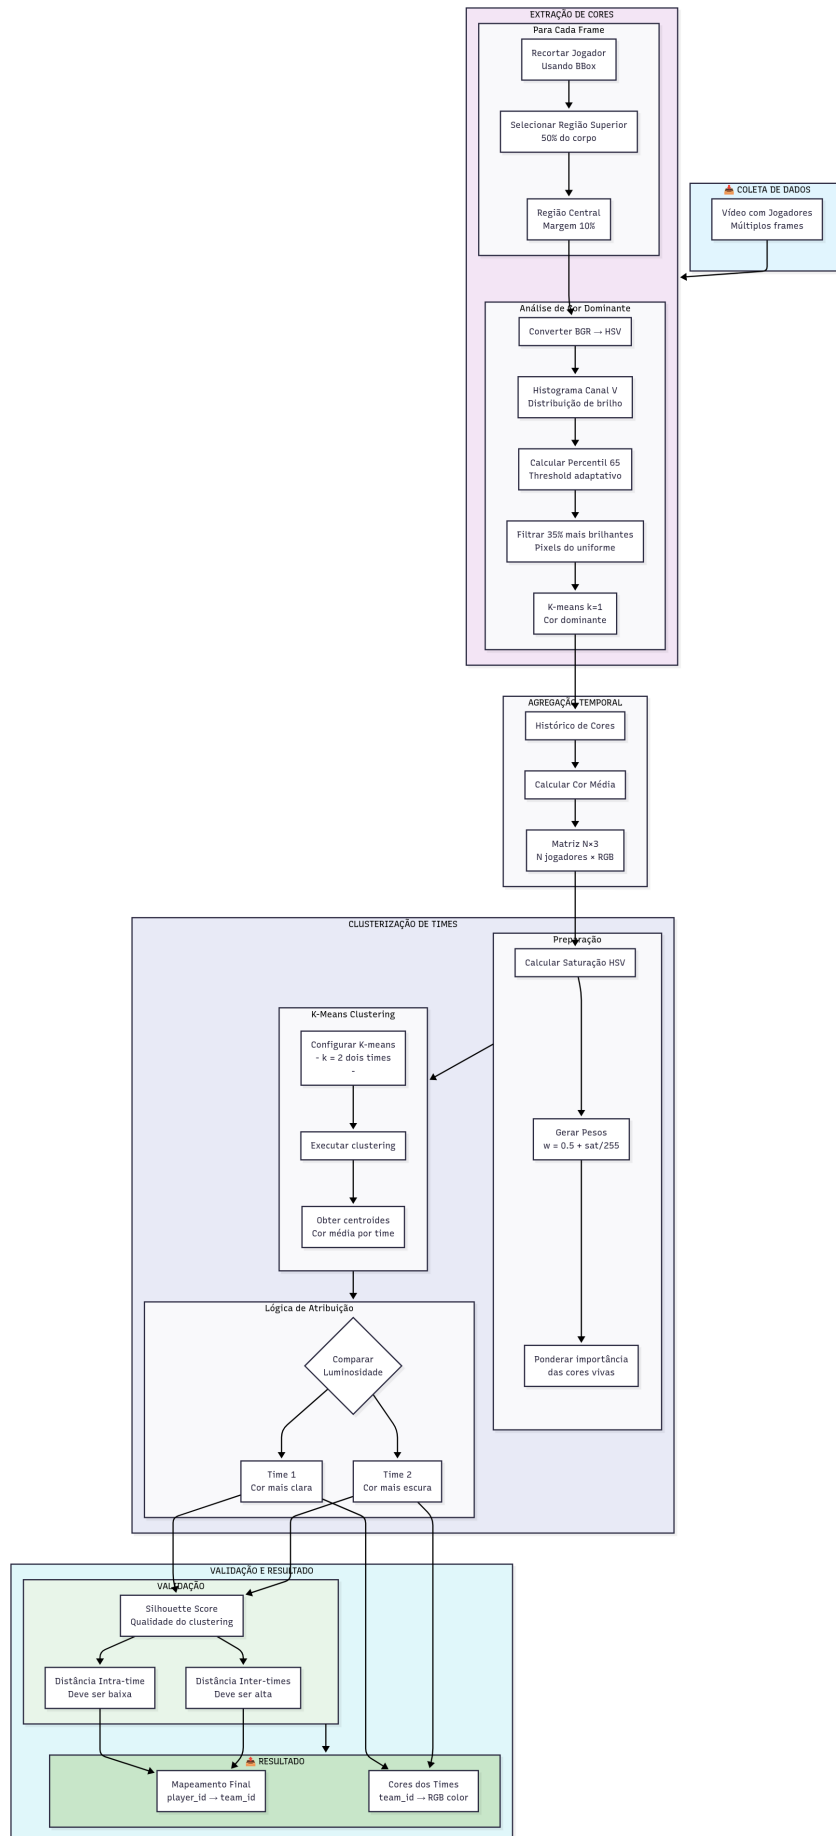 EXTRAÇÃO DE CORES
Para Cada Frame
Recortar Jogador
Usando BBox
Selecionar Região Superior
50% do corpo
Região Central
Margem 10%
📥 COLETA DE DADOS
Vídeo com Jogadores
Múltiplos frames
Análise de Cor Dominante
Converter BGR → HSV
Histograma Canal V
Distribuição de brilho
Calcular Percentil 65
Threshold adaptativo
Filtrar 35% mais brilhantes
Pixels do uniforme
K-means k=1
Cor dominante
AGREGAÇÃO TEMPORAL
Histórico de Cores
Calcular Cor Média
Matriz N×3
N jogadores × RGB
CLUSTERIZAÇÃO DE TIMES
Preparação
Calcular Saturação HSV
Gerar Pesos
w = 0.5 + sat/255
Ponderar importância
das cores vivas
K-Means Clustering
Configurar K-means
- k = 2 dois times
-
Executar clustering
Obter centroides
Cor média por time
Lógica de Atribuição
Comparar
Luminosidade
Time 1
Cor mais clara
Time 2
Cor mais escura
VALIDAÇÃO E RESULTADO
VALIDAÇÃO
Silhouette Score
Qualidade do clustering
Distância Intra-time
Deve ser baixa
Distância Inter-times
Deve ser alta
📤 RESULTADO
Mapeamento Final
player_id → team_id
Cores dos Times
team_id → RGB color